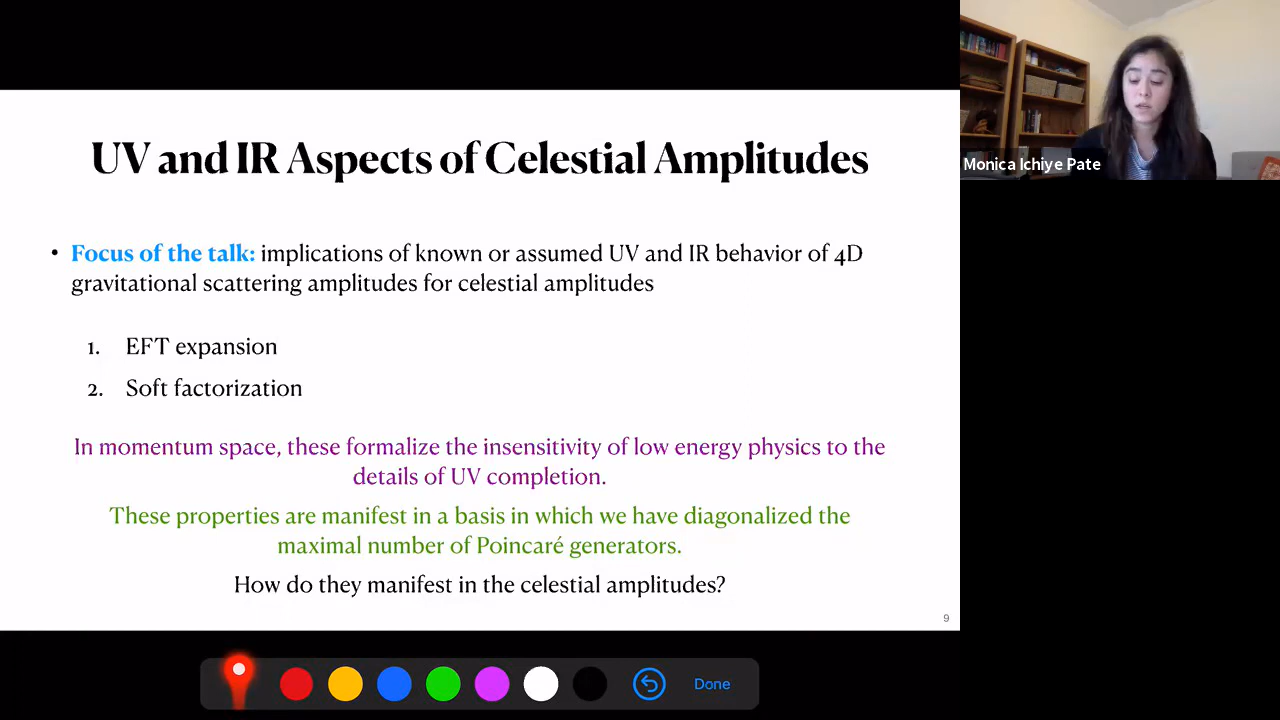 UV and IR Aspects of Celestial Amplitudes
Monica Ichiye Pate
• Focus of the talk: implications of known or assumed UV and IR behavior of 4D
gravitational scattering amplitudes for celestial amplitudes
1. EFT expansion
2. Soft factorization
In momentum space, these formalize the insensitivity of low energy physics to the
details of UV completion.
These properties are manifest in a basis in which we have diagonalized the
maximal number of Poincaré generators.
How do they manifest in the celestial amplitudes?
9
Done